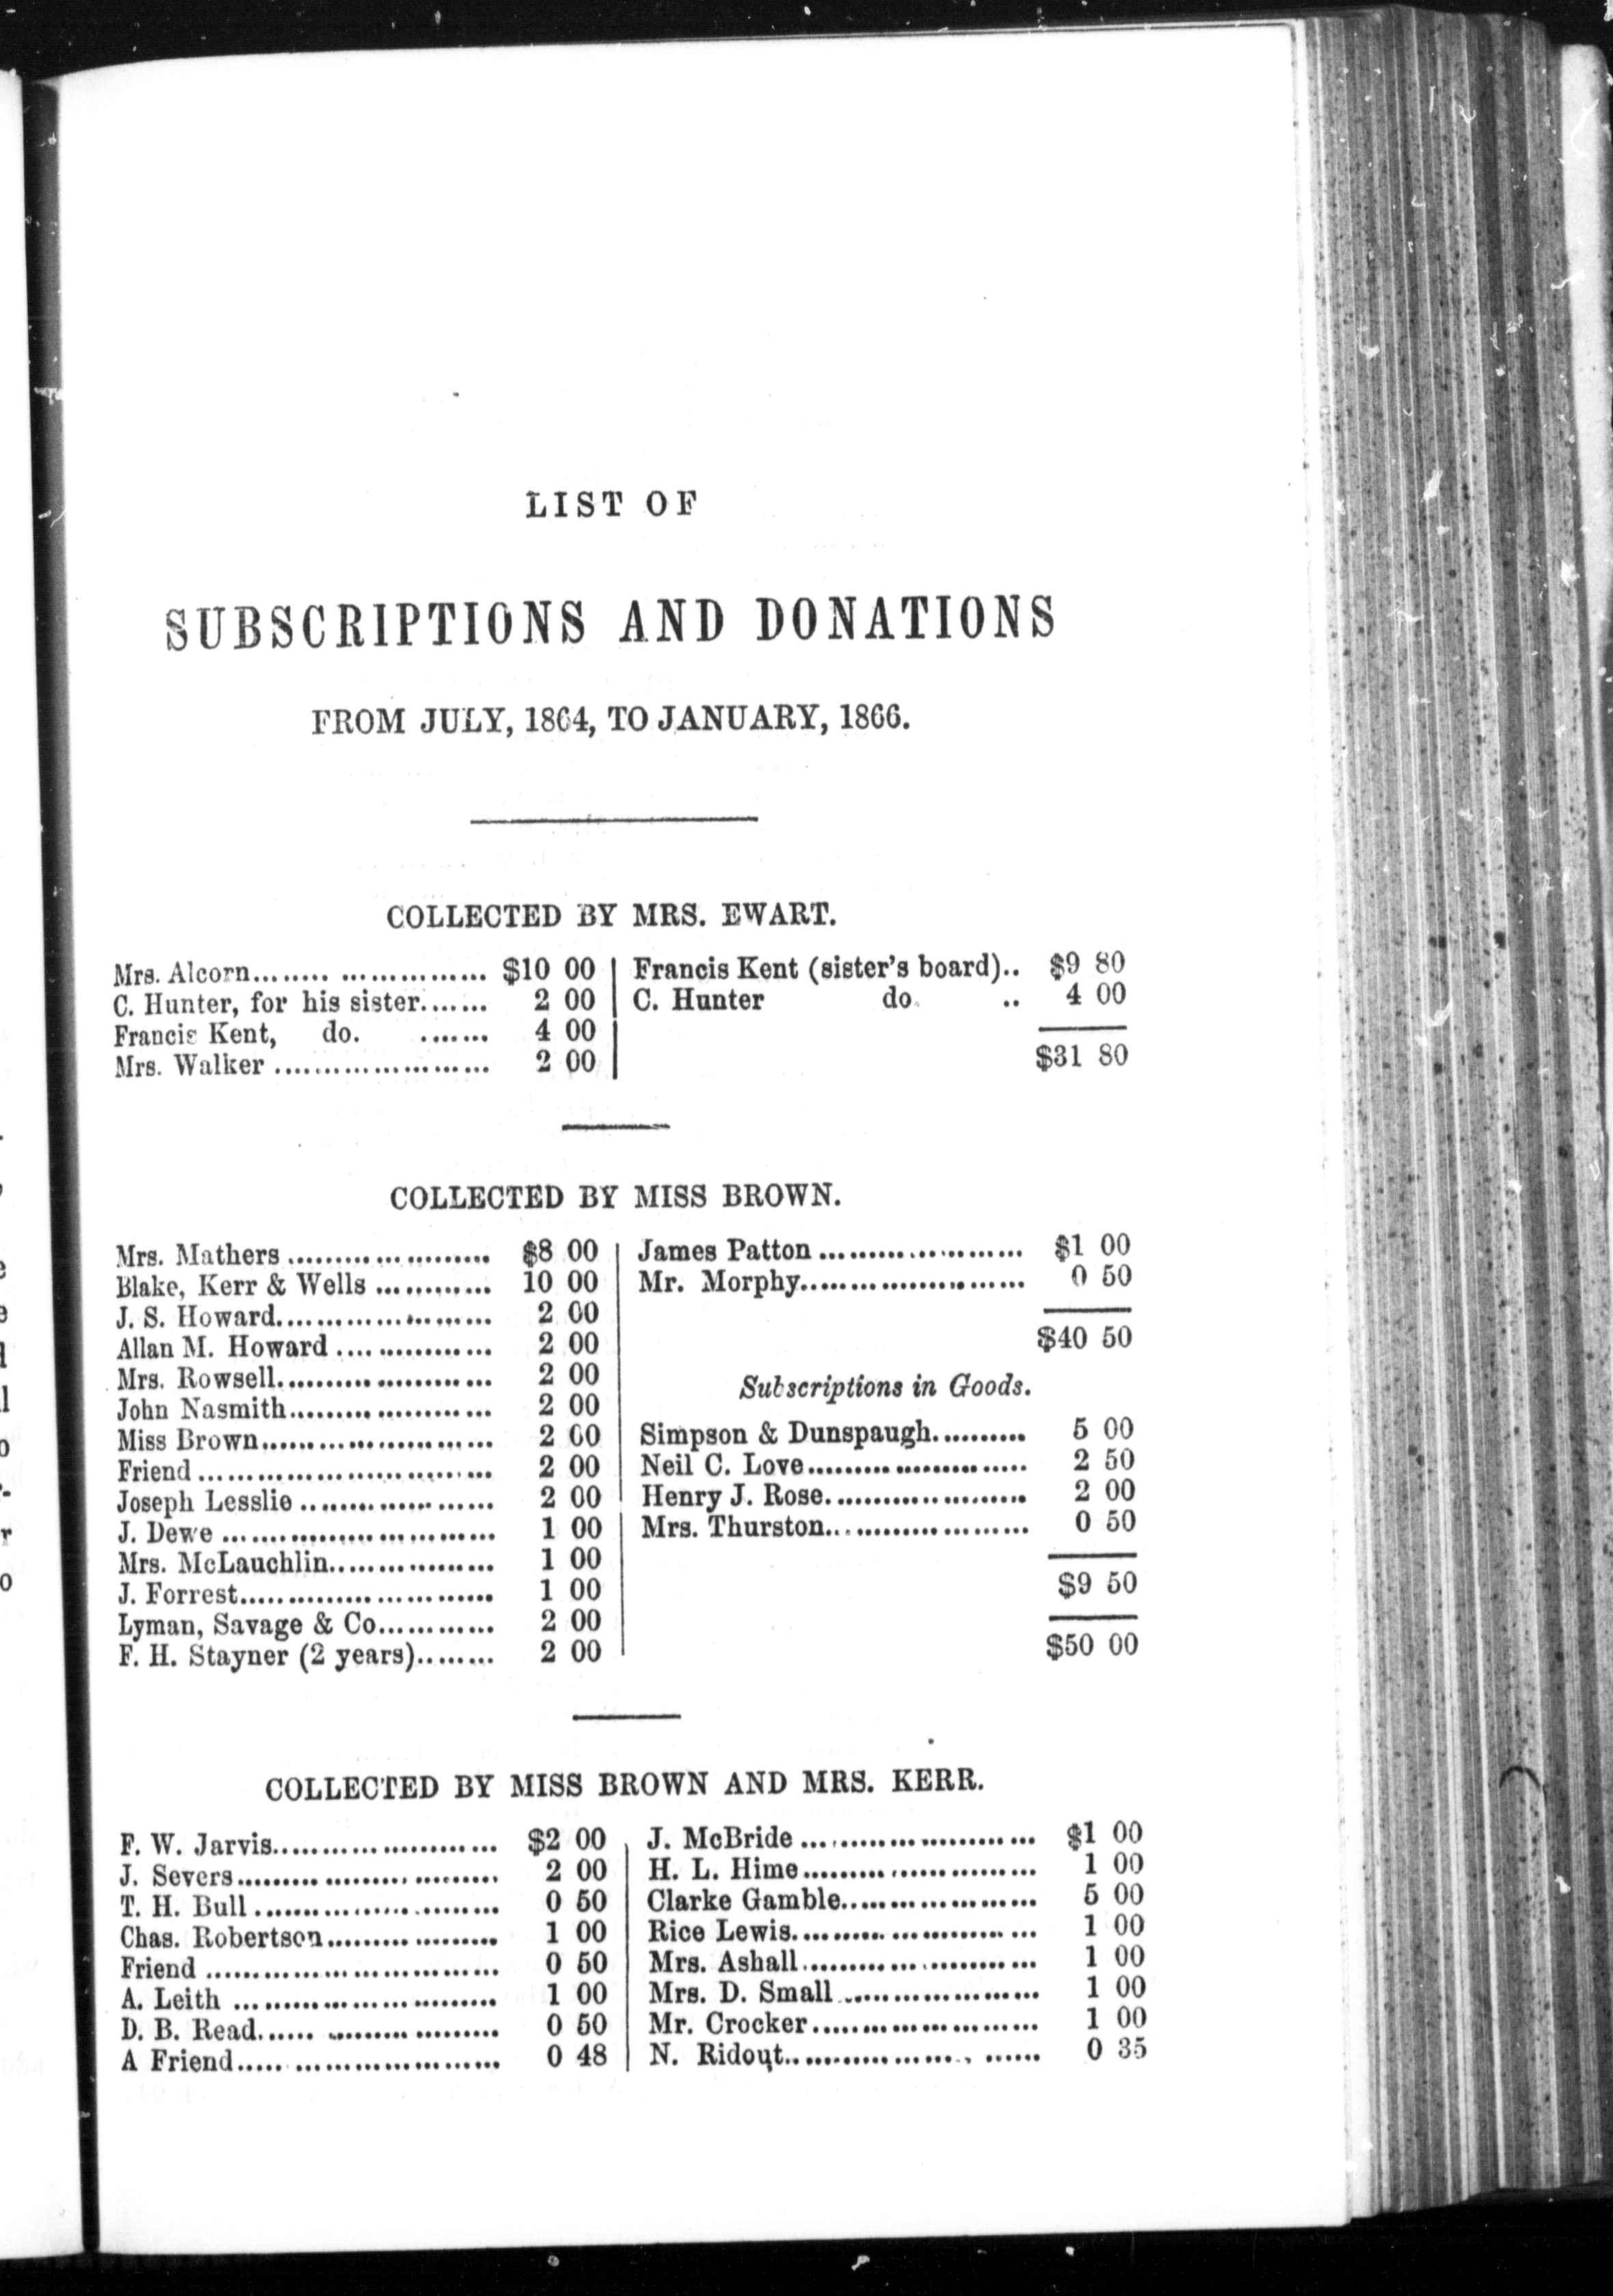 LIST OF
SUBSCRIPTIONS AND DONATIONS
FROM JULY, 1864, TO JANUARY, 1866.
COLLECTED BY MRS. EWART.
Mrs. Alcorn........ .............. $10 00
C. Hunter, for his sister....... 2 00
Francis Kent, do. ....... 4 00
Mrs. Walker ...................... 2 00
Francis Kent (sister's board).. $9 80
C. Hunter do. .. 4 00
$31 80
COLLECTED BY MISS BROWN.
Mrs. Mathers ..................... $8 00
Blake, Kerr & Wells ............ 10 00
J. S. Howard...................... 2 00
Allan M. Howard ................ 2 00
Mrs. Rowsell...................... 2 00
John Nasmith..................... 2 00
Miss Brown........................ 2 00
Friend .............................. 2 00
Joseph Lesslie .................... 2 00
J. Dewe ............................ 1 00
Mrs. McLauchlin................. 1 00
J. Forrest.......................... 1 00
Lyman, Savage & Co............ 2 00
F. H. Stayner (2 years)........ 2 00
James Patton ..................... $1 00
Mr. Morphy....................... 0 50
$40 50
Subscriptions in Goods.
Simpson & Dunspaugh.......... 5 00
Neil C. Love....................... 2 50
Henry J. Rose..................... 2 00
Mrs. Thurston..................... 0 50
$9 50
$50 00
COLLECTED BY MISS BROWN AND MRS. KERR.
F. W. Jarvis....................... $2 00
J. Severs........................... 2 00
T. H. Bull ......................... 0 50
Chas. Robertson.................. 1 00
Friend .............................. 0 50
A. Leith ........................... 1 00
D. B. Read...... ......... ......... 0 50
A Friend........................... 0 48
J. McBride ........................ $1 00
H. L. Hime........................ 1 00
Clarke Gamble.................... 5 00
Rice Lewis......................... 1 00
Mrs. Ashall........................ 1 00
Mrs. D. Small .................... 1 00
Mr. Crocker....................... 1 00
N. Ridout.......................... 0 35